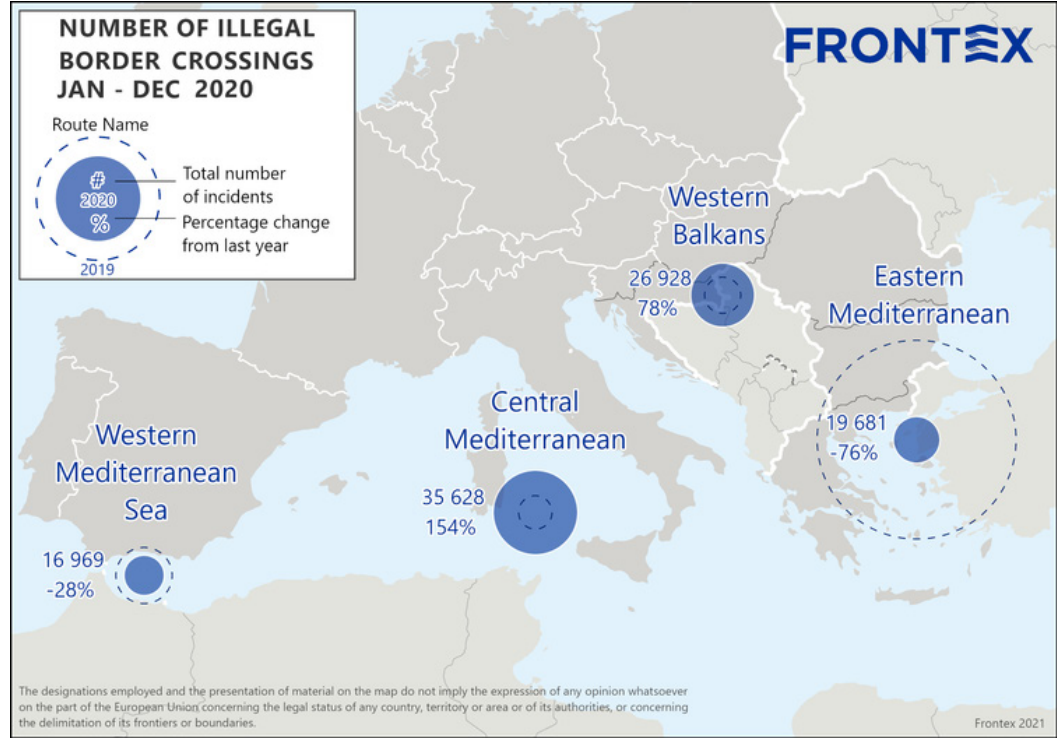 NUMBER OF ILLEGAL
BORDER CROSSINGS
JAN - DEC 2020
Route Name
#
2020
%
Total number
of incidents
Percentage change
from last year
2019
FRONTEX
Western
Balkans
26 928
78%
Eastern
Mediterranean
19 681
-76%
Central
Mediterranean
35 628
154%
Western
Mediterranean
Sea
16 969
-28%
The designations employed and the presentation of material on the map do not imply the expression of any opinion whatsoever
on the part of the European Union concerning the legal status of any country, territory or area or of its authorities, or concerning
the delimitation of its frontiers or boundaries.
Frontex 2021